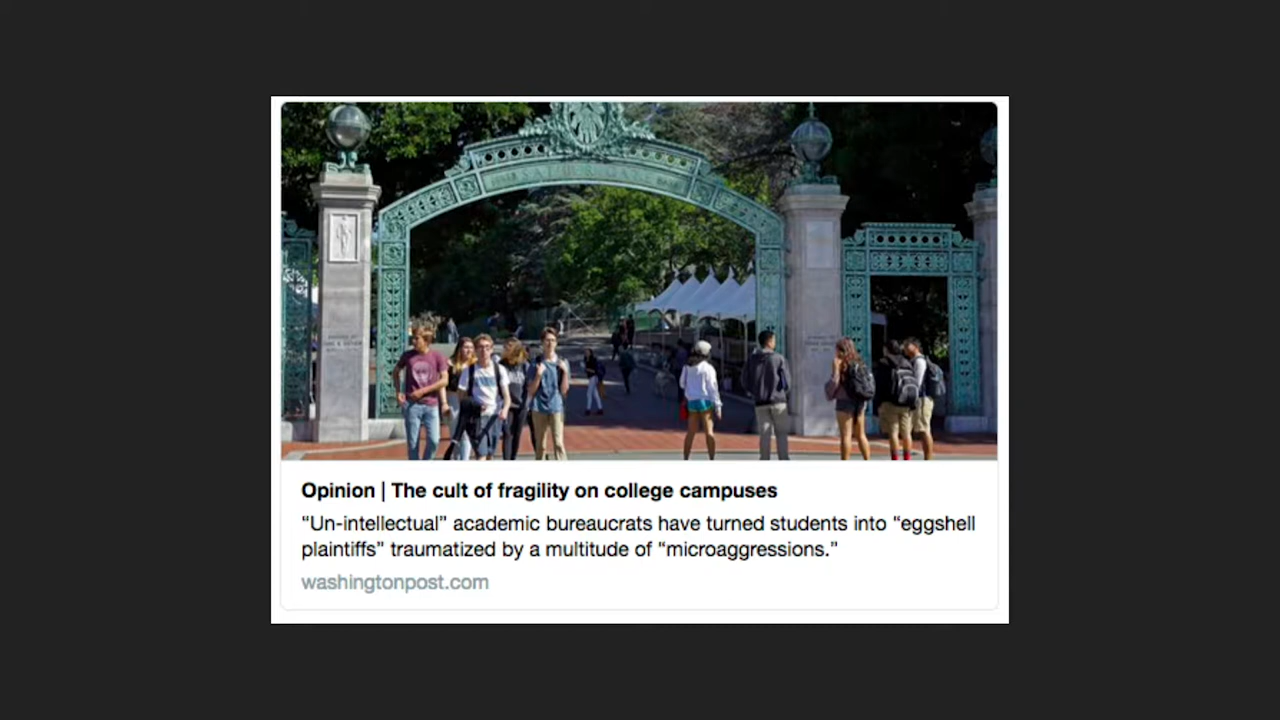 Opinion | The cult of fragility on college campuses
“Un-intellectual” academic bureaucrats have turned students into “eggshell
plaintiffs” traumatized by a multitude of “microaggressions.”
washingtonpost.com